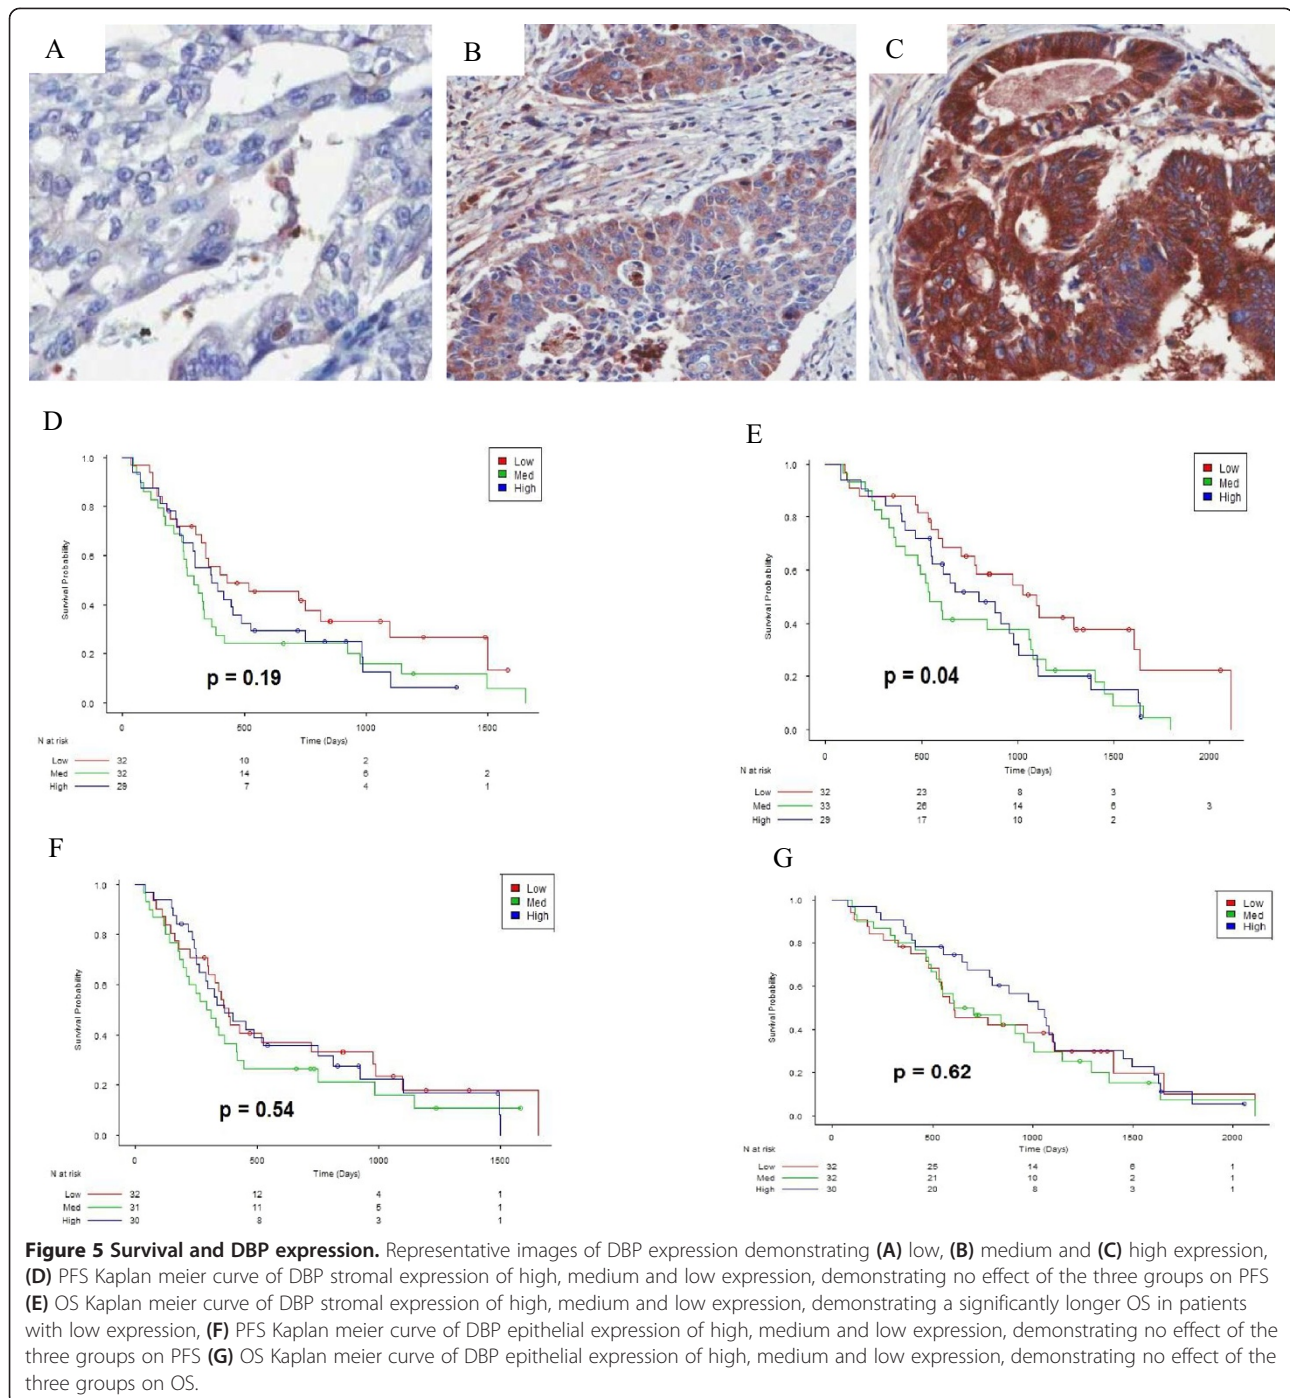 A
B
C
D
Low
Med
High
1.0
0.8
0.6
0.4
0.2
0.0
Survival Probability
p = 0.19
0 500 1000 1500
Time (Days)
N at risk
Low 32 10 2
Med 32 14 6 2
High 29 7 4 1
E
Low
Med
High
1.0
0.8
0.6
0.4
0.2
0.0
Survival Probability
p = 0.04
0 500 1000 1500 2000
Time (Days)
N at risk
Low 32 23 8 3
Med 33 26 14 6 3
High 29 17 10 2
F
Low
Med
High
1.0
0.8
0.6
0.4
0.2
0.0
Survival Probability
p = 0.54
0 500 1000 1500
Time (Days)
N at risk
Low 32 12 4 1
Med 31 11 5 1
High 30 8 3 1
G
Low
Med
High
1.0
0.8
0.6
0.4
0.2
0.0
Survival Probability
p = 0.62
0 500 1000 1500 2000
Time (Days)
N at risk
Low 32 25 14 6 1
Med 32 21 10 2 1
High 30 20 8 3 1
Figure 5 Survival and DBP expression. Representative images of DBP expression demonstrating (A) low, (B) medium and (C) high expression,
(D) PFS Kaplan meier curve of DBP stromal expression of high, medium and low expression, demonstrating no effect of the three groups on PFS
(E) OS Kaplan meier curve of DBP stromal expression of high, medium and low expression, demonstrating a significantly longer OS in patients
with low expression, (F) PFS Kaplan meier curve of DBP epithelial expression of high, medium and low expression, demonstrating no effect of the
three groups on PFS (G) OS Kaplan meier curve of DBP epithelial expression of high, medium and low expression, demonstrating no effect of the
three groups on OS.